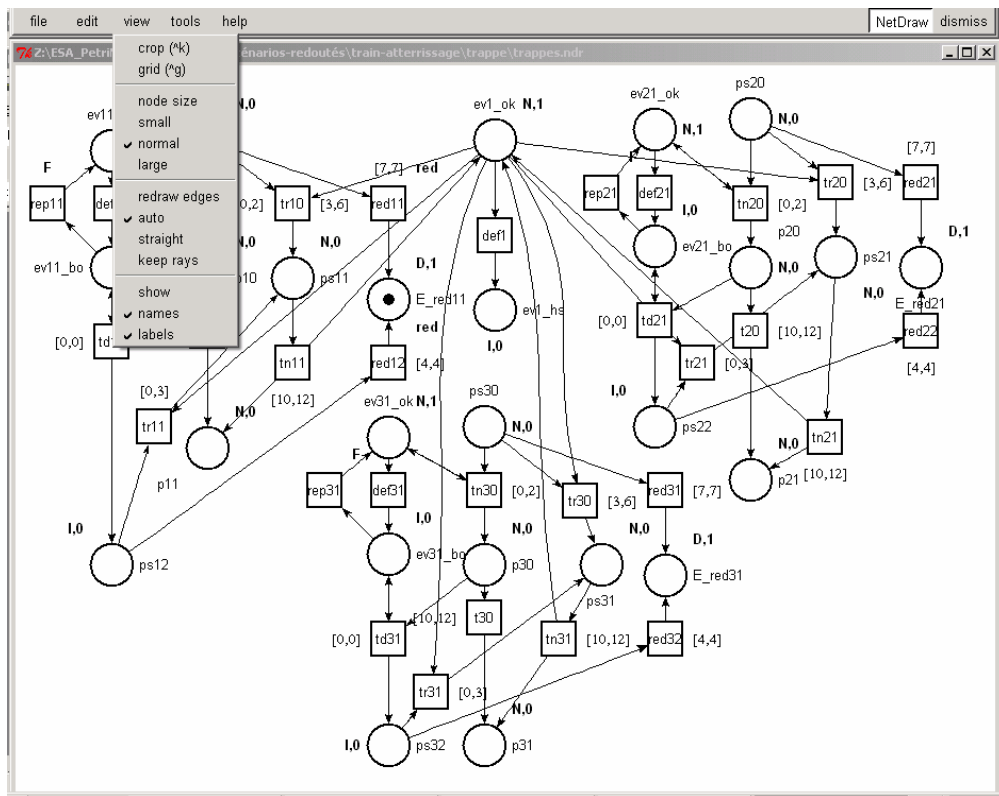 file edit view tools help NetDraw dismiss
Z:\ESA_Petri énarios-redoutés\train-atterrissage\trappe\trappes.ndr
crop (^k)
grid (^g)
node size
small
normal
large
redraw edges
auto
straight
keep rays
show
names
labels
ev11
N,0
F
rep11
def
ev11_bo
[0,0]
td
0,2]
tr10
[3,6]
[7,7]
red
red11
N,0
N,0
p10
ps11
D,1
E_red11
red
red12
[4,4]
tn11
[10,12]
[0,3]
tr11
N,0
p11
I,0
ps12
ev1_ok N,1
def1
ev1_hs
I,0
ev21_ok
N,1
F
rep21
def21
I,0
ev21_bo
[0,0]
td21
tr21
[0,3]
I,0
ps22
ps20
N,0
tn20
[0,2]
p20
N,0
t20
[10,12]
tr20
[3,6]
[7,7]
red21
ps21
N,0
D,1
E_red21
red22
[4,4]
tn21
[10,12]
N,0
p21
ev31_ok N,1
F
rep31
def31
I,0
ev31_bo
[0,0]
td31
tr31
[0,3]
I,0
ps32
ps30
N,0
tn30
[0,2]
N,0
p30
[10,12]
t30
tr30
[3,6]
red31
[7,7]
N,0
D,1
E_red31
ps31
tn31
[10,12]
red32
[4,4]
N,0
p31